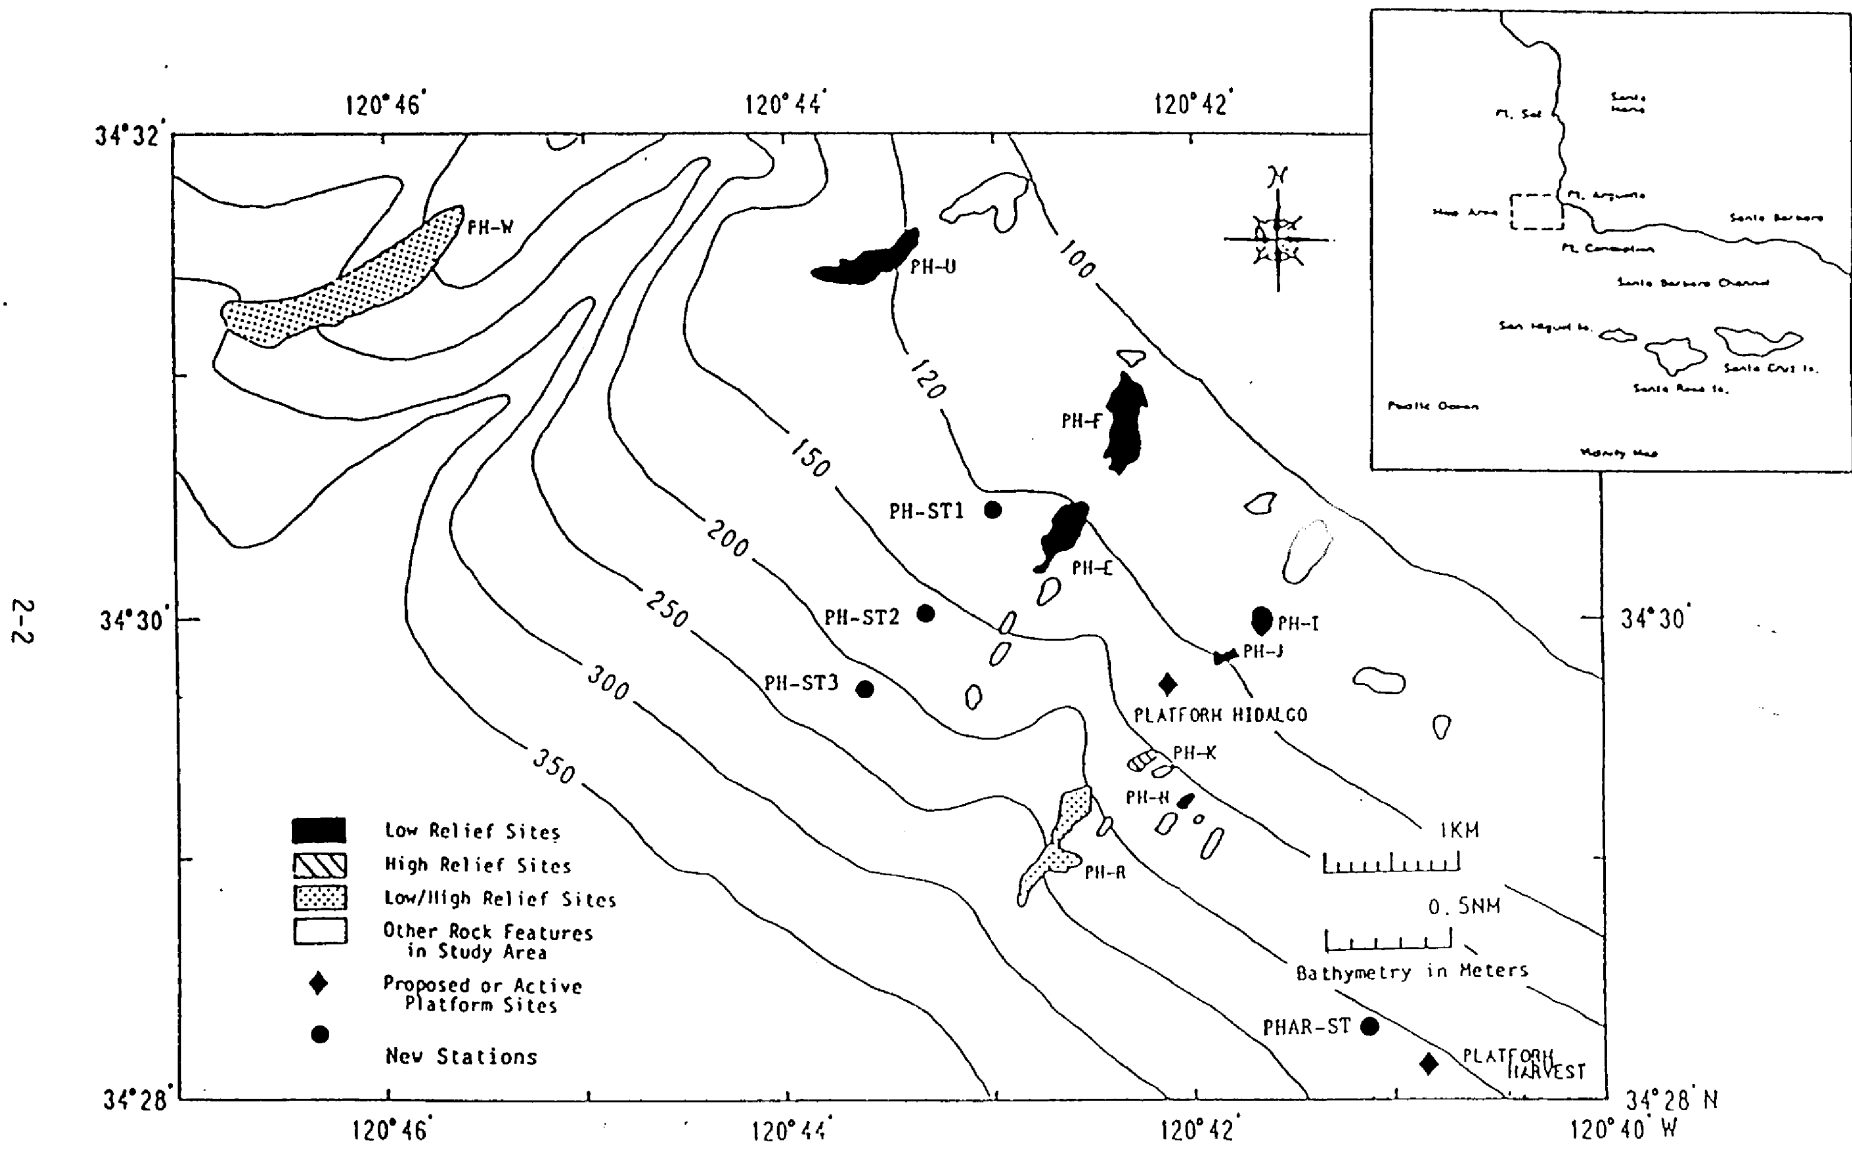 120°46'
120°44'
120°42'
34°32'
N
PH-W
PH-U
100
120
PH-F
150
PH-ST1
200
PH-E
PH-ST2
250
PH-I
34°30'
34°30'
2-2
PH-J
PH-ST3
300
PLATFORM HIDALGO
PH-K
350
PH-N
PH-R
Low Relief Sites
High Relief Sites
Low/High Relief Sites
Other Rock Features
in Study Area
Proposed or Active
Platform Sites
New Stations
1KM
0.5NM
Bathymetry in Meters
PHAR-ST
PLATFORM
HARVEST
34°28'
34°28' N
120°46'
120°44'
120°42'
120°40' W
Pt. Sal
Santa
Maria
Pt. Arguello
Map Area
Santa Barbara
Pt. Conception
Santa Barbara Channel
San Miguel Is.
Santa Cruz Is.
Santa Rosa Is.
Pacific Ocean
Vicinity Map